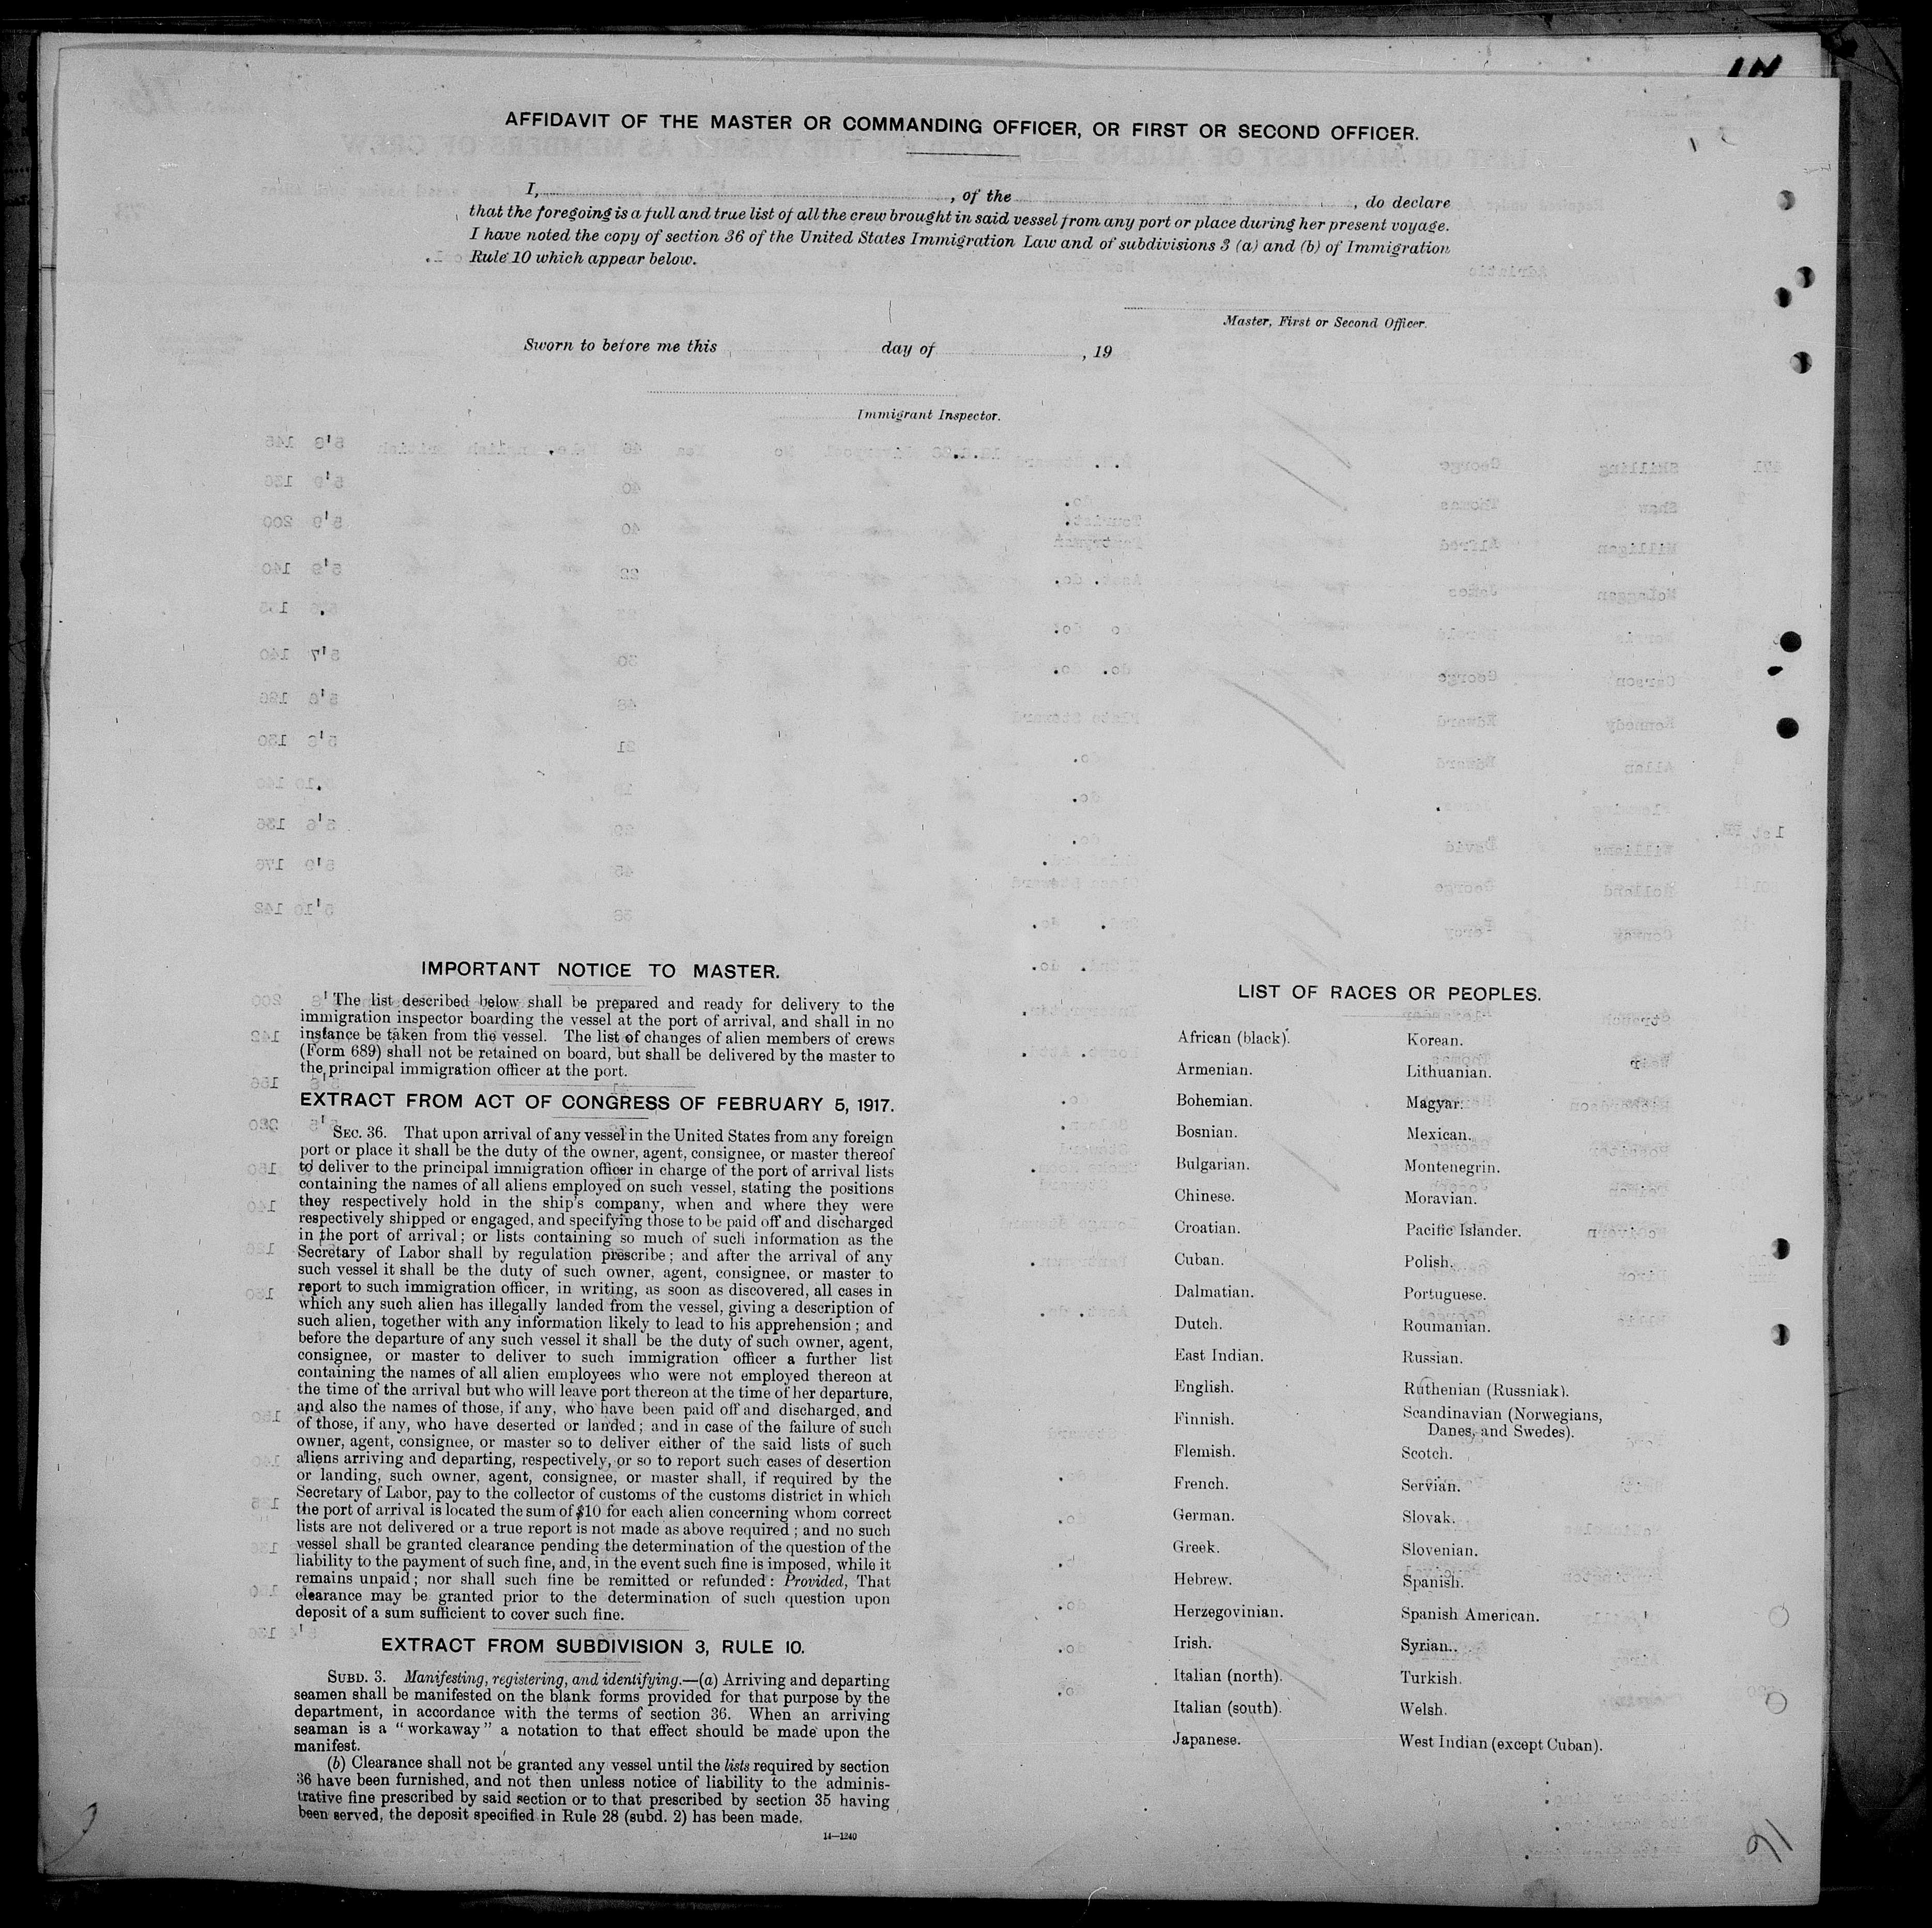 AFFIDAVIT OF THE MASTER OR COMMANDING OFFICER, OR FIRST OR SECOND OFFICER.
I, , of the , do declare
that the foregoing is a full and true list of all the crew brought in said vessel from any port or place during her present voyage.
I have noted the copy of section 36 of the United States Immigration Law and of subdivisions 3 (a) and (b) of Immigration
Rule 10 which appear below.
Master, First or Second Officer.
Sworn to before me this day of , 19
Immigrant Inspector.
IMPORTANT NOTICE TO MASTER.
The list described below shall be prepared and ready for delivery to the
immigration inspector boarding the vessel at the port of arrival, and shall in no
instance be taken from the vessel. The list of changes of alien members of crews
(Form 689) shall not be retained on board, but shall be delivered by the master to
the principal immigration officer at the port.
EXTRACT FROM ACT OF CONGRESS OF FEBRUARY 5, 1917.
SEC. 36. That upon arrival of any vessel in the United States from any foreign
port or place it shall be the duty of the owner, agent, consignee, or master thereof
to deliver to the principal immigration officer in charge of the port of arrival lists
containing the names of all aliens employed on such vessel, stating the positions
they respectively hold in the ship's company, when and where they were
respectively shipped or engaged, and specifying those to be paid off and discharged
in the port of arrival; or lists containing so much of such information as the
Secretary of Labor shall by regulation prescribe; and after the arrival of any
such vessel it shall be the duty of such owner, agent, consignee, or master to
report to such immigration officer, in writing, as soon as discovered, all cases in
which any such alien has illegally landed from the vessel, giving a description of
such alien, together with any information likely to lead to his apprehension; and
before the departure of any such vessel it shall be the duty of such owner, agent,
consignee, or master to deliver to such immigration officer a further list
containing the names of all alien employees who were not employed thereon at
the time of the arrival but who will leave port thereon at the time of her departure,
and also the names of those, if any, who have been paid off and discharged, and
of those, if any, who have deserted or landed; and in case of the failure of such
owner, agent, consignee, or master so to deliver either of the said lists of such
aliens arriving and departing, respectively, or so to report such cases of desertion
or landing, such owner, agent, consignee, or master shall, if required by the
Secretary of Labor, pay to the collector of customs of the customs district in which
the port of arrival is located the sum of $10 for each alien concerning whom correct
lists are not delivered or a true report is not made as above required; and no such
vessel shall be granted clearance pending the determination of the question of the
liability to the payment of such fine, and, in the event such fine is imposed, while it
remains unpaid; nor shall such fine be remitted or refunded: Provided, That
clearance may be granted prior to the determination of such question upon
deposit of a sum sufficient to cover such fine.
EXTRACT FROM SUBDIVISION 3, RULE 10.
SUBD. 3. Manifesting, registering, and identifying.—(a) Arriving and departing
seamen shall be manifested on the blank forms provided for that purpose by the
department, in accordance with the terms of section 36. When an arriving
seaman is a "workaway" a notation to that effect should be made upon the
manifest.
(b) Clearance shall not be granted any vessel until the lists required by section
36 have been furnished, and not then unless notice of liability to the adminis-
trative fine prescribed by said section or to that prescribed by section 35 having
been served, the deposit specified in Rule 28 (subd. 2) has been made.
14—1240
LIST OF RACES OR PEOPLES.
African (black).
Armenian.
Bohemian.
Bosnian.
Bulgarian.
Chinese.
Croatian.
Cuban.
Dalmatian.
Dutch.
East Indian.
English.
Finnish.
Flemish.
French.
German.
Greek.
Hebrew.
Herzegovinian.
Irish.
Italian (north).
Italian (south).
Japanese.
Korean.
Lithuanian.
Magyar.
Mexican.
Montenegrin.
Moravian.
Pacific Islander.
Polish.
Portuguese.
Roumanian.
Russian.
Ruthenian (Russniak).
Scandinavian (Norwegians,
Danes, and Swedes).
Scotch.
Servian.
Slovak.
Slovenian.
Spanish.
Spanish American.
Syrian.
Turkish.
Welsh.
West Indian (except Cuban).